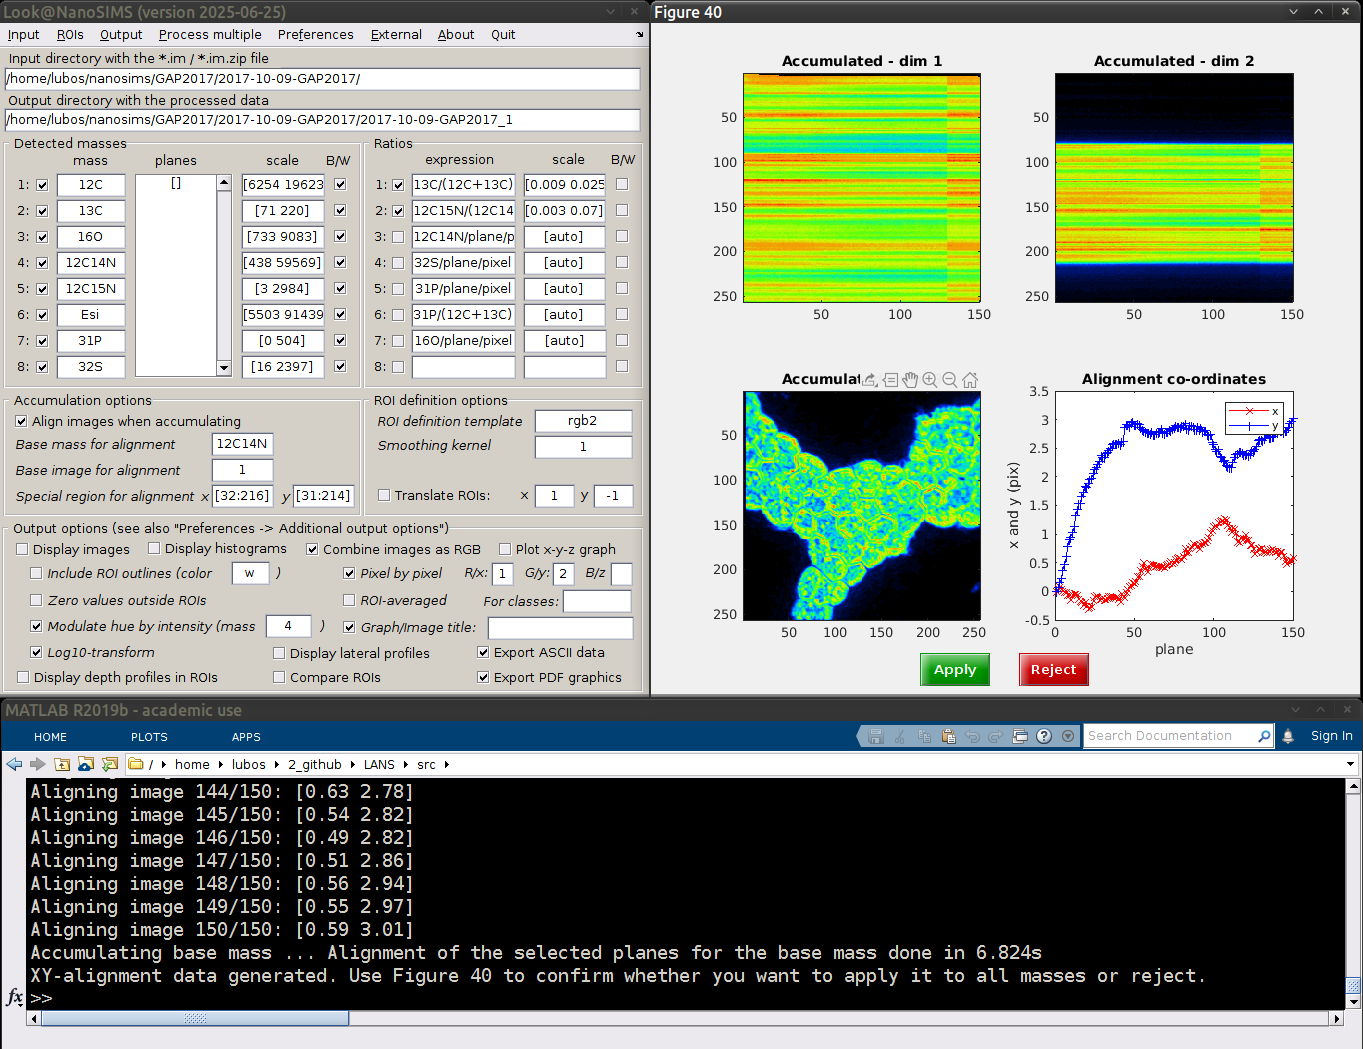 Look@NanoSIMS (version 2025-06-25)
Input ROIs Output Process multiple Preferences External About Quit
Input directory with the *.im / *.im.zip file
/home/lubos/nanosims/GAP2017/2017-10-09-GAP2017/
Output directory with the processed data
/home/lubos/nanosims/GAP2017/2017-10-09-GAP2017/2017-10-09-GAP2017_1
Detected masses
mass planes scale B/W
1: 12C [] [6254 19623
2: 13C [71 220]
3: 16O [733 9083]
4: 12C14N [438 59569]
5: 12C15N [3 2984]
6: Esi [5503 91439
7: 31P [0 504]
8: 32S [16 2397]
Ratios
expression scale B/W
1: 13C/(12C+13C) [0.009 0.025
2: 12C15N/(12C14 [0.003 0.07]
3: 12C14N/plane/p [auto]
4: 32S/plane/pixel [auto]
5: 31P/plane/pixel [auto]
6: 31P/(12C+13C) [auto]
7: 16O/plane/pixel [auto]
8:
Accumulation options
Align images when accumulating
Base mass for alignment 12C14N
Base image for alignment 1
Special region for alignment x [32:216] y [31:214]
ROI definition options
ROI definition template rgb2
Smoothing kernel 1
Translate ROIs: x 1 y -1
Output options (see also "Preferences -> Additional output options")
Display images Display histograms Combine images as RGB Plot x-y-z graph
Include ROI outlines (color w ) Pixel by pixel R/x: 1 G/y: 2 B/z
Zero values outside ROIs ROI-averaged For classes:
Modulate hue by intensity (mass 4 ) Graph/Image title:
Log10-transform Display lateral profiles Export ASCII data
Display depth profiles in ROIs Compare ROIs Export PDF graphics
Figure 40
Accumulated - dim 1
50
100
150
200
250
50 100 150
Accumulated - dim 2
50
100
150
200
250
50 100 150
Accumulat
50
100
150
200
250
50 100 150 200 250
Alignment co-ordinates
x and y (pix)
3.5
3
2.5
2
1.5
1
0.5
0
-0.5
0 50 100 150
plane
x
y
Apply Reject
MATLAB R2019b - academic use
HOME PLOTS APPS Search Documentation Sign In
/ home lubos 2_github LANS src
Aligning image 144/150: [0.63 2.78]
Aligning image 145/150: [0.54 2.82]
Aligning image 146/150: [0.49 2.82]
Aligning image 147/150: [0.51 2.86]
Aligning image 148/150: [0.56 2.94]
Aligning image 149/150: [0.55 2.97]
Aligning image 150/150: [0.59 3.01]
Accumulating base mass ... Alignment of the selected planes for the base mass done in 6.824s
XY-alignment data generated. Use Figure 40 to confirm whether you want to apply it to all masses or reject.
fx >>